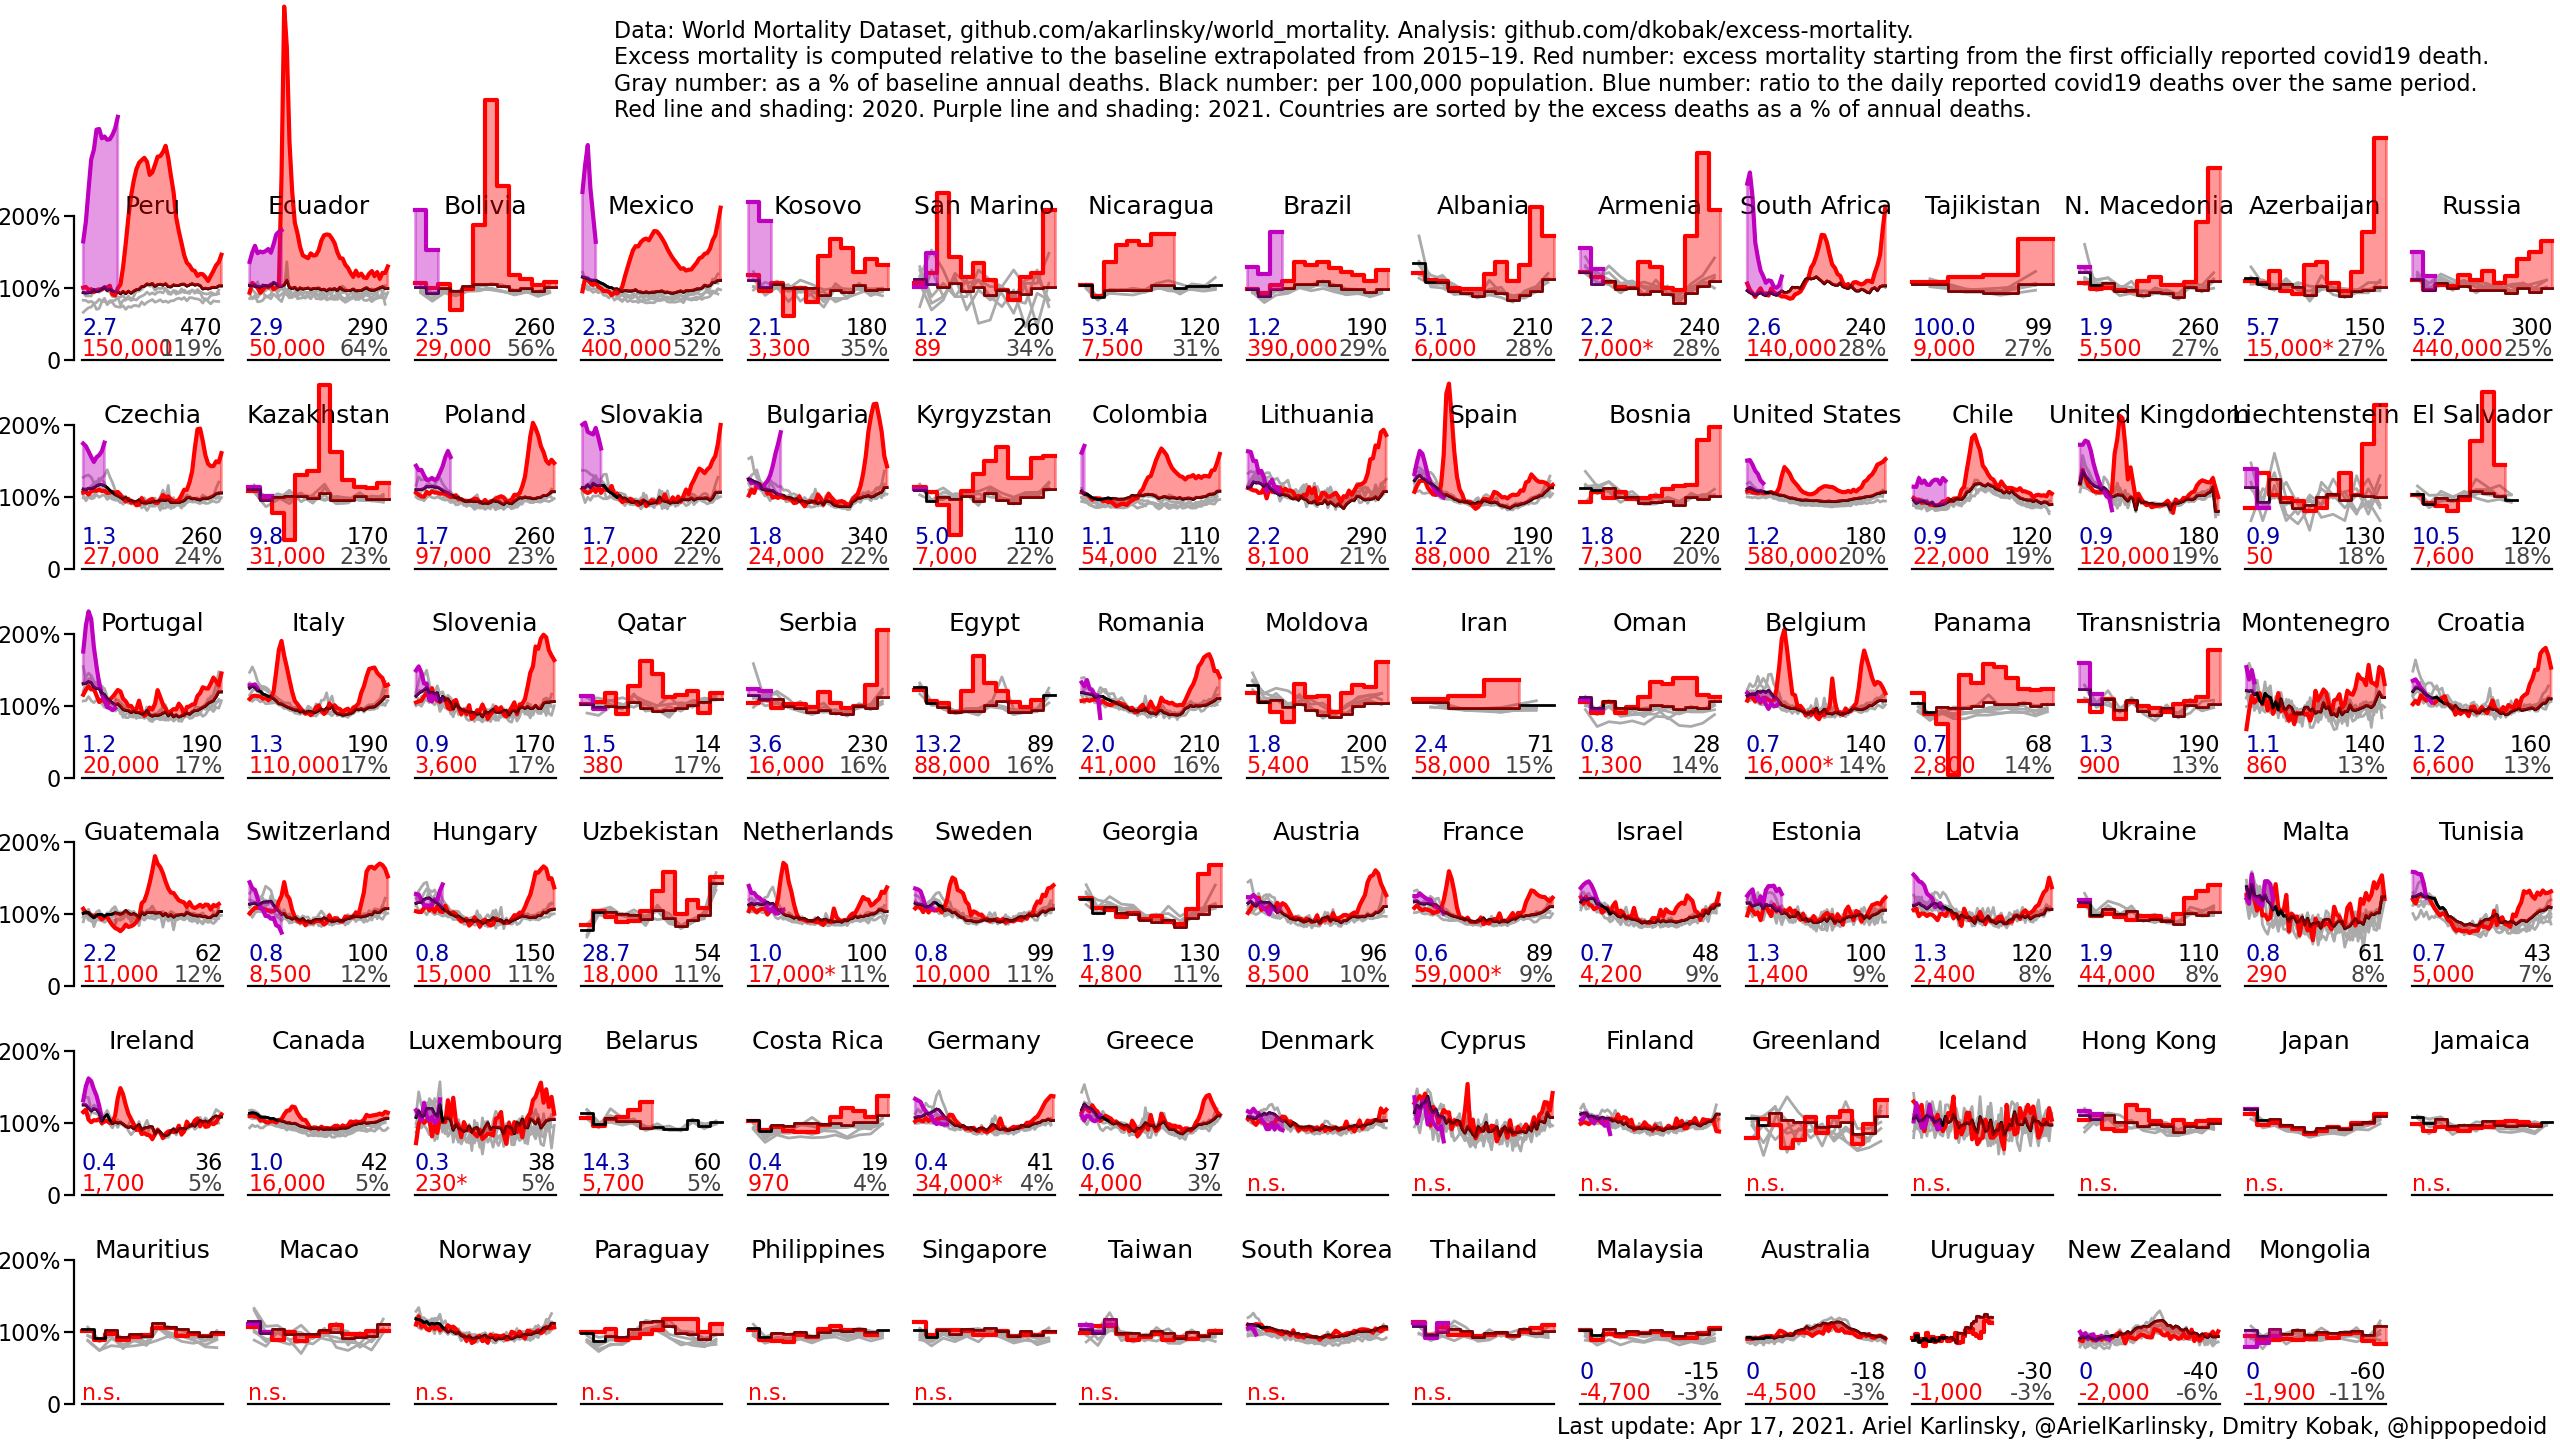 Data: World Mortality Dataset, github.com/akarlinsky/world_mortality. Analysis: github.com/dkobak/excess-mortality.
Excess mortality is computed relative to the baseline extrapolated from 2015–19. Red number: excess mortality starting from the first officially reported covid19 death.
Gray number: as a % of baseline annual deaths. Black number: per 100,000 population. Blue number: ratio to the daily reported covid19 deaths over the same period.
Red line and shading: 2020. Purple line and shading: 2021. Countries are sorted by the excess deaths as a % of annual deaths.
Peru Ecuador Bolivia Mexico Kosovo San Marino Nicaragua Brazil Albania Armenia South Africa Tajikistan N. Macedonia Azerbaijan Russia
200%
100%
2.7 470 2.9 290 2.5 260 2.3 320 2.1 180 1.2 260 53.4 120 1.2 190 5.1 210 2.2 240 2.6 240 100.0 99 1.9 260 5.7 150 5.2 300
0 150,000 119% 50,000 64% 29,000 56% 400,000 52% 3,300 35% 89 34% 7,500 31% 390,000 29% 6,000 28% 7,000* 28% 140,000 28% 9,000 27% 5,500 27% 15,000* 27% 440,000 25%
Czechia Kazakhstan Poland Slovakia Bulgaria Kyrgyzstan Colombia Lithuania Spain Bosnia United States Chile United Kingdom Liechtenstein El Salvador
200%
100%
1.3 260 9.8 170 1.7 260 1.7 220 1.8 340 5.0 110 1.1 110 2.2 290 1.2 190 1.8 220 1.2 180 0.9 120 0.9 180 0.9 130 10.5 120
0 27,000 24% 31,000 23% 97,000 23% 12,000 22% 24,000 22% 7,000 22% 54,000 21% 8,100 21% 88,000 21% 7,300 20% 580,000 20% 22,000 19% 120,000 19% 50 18% 7,600 18%
Portugal Italy Slovenia Qatar Serbia Egypt Romania Moldova Iran Oman Belgium Panama Transnistria Montenegro Croatia
200%
100%
1.2 190 1.3 190 0.9 170 1.5 14 3.6 230 13.2 89 2.0 210 1.8 200 2.4 71 0.8 28 0.7 140 0.7 68 1.3 190 1.1 140 1.2 160
0 20,000 17% 110,000 17% 3,600 17% 380 17% 16,000 16% 88,000 16% 41,000 16% 5,400 15% 58,000 15% 1,300 14% 16,000* 14% 2,800 14% 900 13% 860 13% 6,600 13%
Guatemala Switzerland Hungary Uzbekistan Netherlands Sweden Georgia Austria France Israel Estonia Latvia Ukraine Malta Tunisia
200%
100%
2.2 62 0.8 100 0.8 150 28.7 54 1.0 100 0.8 99 1.9 130 0.9 96 0.6 89 0.7 48 1.3 100 1.3 120 1.9 110 0.8 61 0.7 43
0 11,000 12% 8,500 12% 15,000 11% 18,000 11% 17,000* 11% 10,000 11% 4,800 11% 8,500 10% 59,000* 9% 4,200 9% 1,400 9% 2,400 8% 44,000 8% 290 8% 5,000 7%
Ireland Canada Luxembourg Belarus Costa Rica Germany Greece Denmark Cyprus Finland Greenland Iceland Hong Kong Japan Jamaica
200%
100%
0.4 36 1.0 42 0.3 38 14.3 60 0.4 19 0.4 41 0.6 37
0 1,700 5% 16,000 5% 230* 5% 5,700 5% 970 4% 34,000* 4% 4,000 3% n.s. n.s. n.s. n.s. n.s. n.s. n.s. n.s.
Mauritius Macao Norway Paraguay Philippines Singapore Taiwan South Korea Thailand Malaysia Australia Uruguay New Zealand Mongolia
200%
100%
0 -15 0 -18 0 -30 0 -40 0 -60
0 n.s. n.s. n.s. n.s. n.s. n.s. n.s. n.s. n.s. -4,700 -3% -4,500 -3% -1,000 -3% -2,000 -6% -1,900 -11%
Last update: Apr 17, 2021. Ariel Karlinsky, @ArielKarlinsky, Dmitry Kobak, @hippopedoid